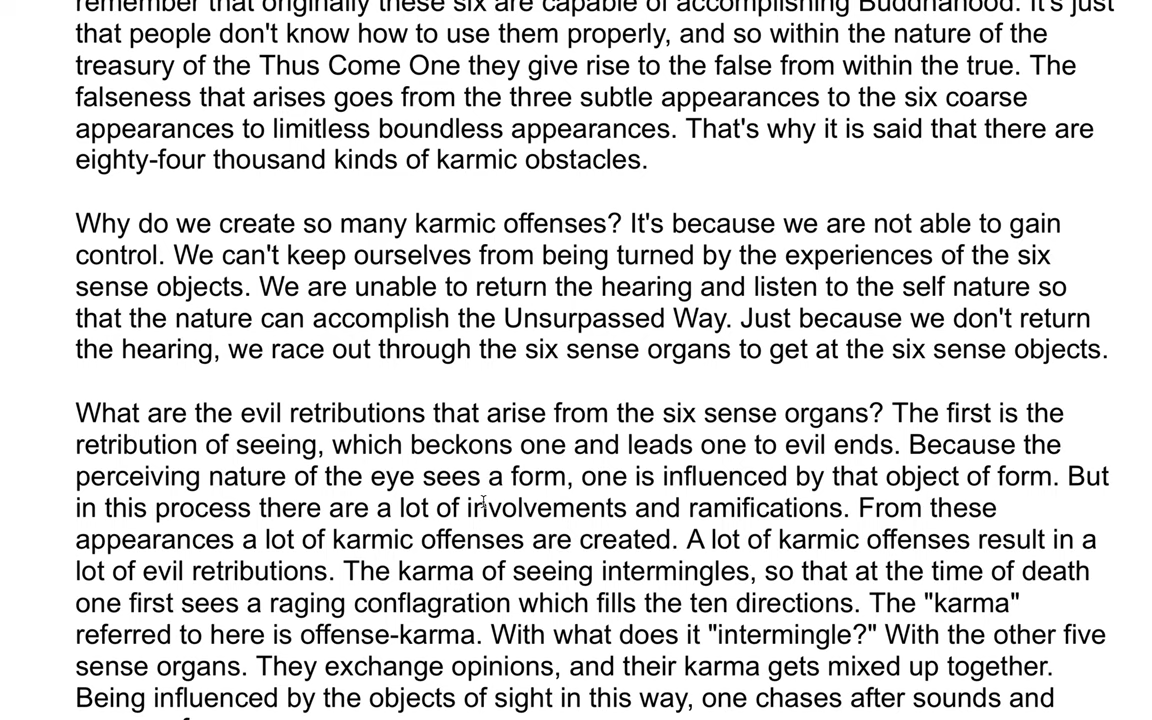 remember that originally these six are capable of accomplishing Buddhahood. It's just
that people don't know how to use them properly, and so within the nature of the
treasury of the Thus Come One they give rise to the false from within the true. The
falseness that arises goes from the three subtle appearances to the six coarse
appearances to limitless boundless appearances. That's why it is said that there are
eighty-four thousand kinds of karmic obstacles.
Why do we create so many karmic offenses? It's because we are not able to gain
control. We can't keep ourselves from being turned by the experiences of the six
sense objects. We are unable to return the hearing and listen to the self nature so
that the nature can accomplish the Unsurpassed Way. Just because we don't return
the hearing, we race out through the six sense organs to get at the six sense objects.
What are the evil retributions that arise from the six sense organs? The first is the
retribution of seeing, which beckons one and leads one to evil ends. Because the
perceiving nature of the eye sees a form, one is influenced by that object of form. But
in this process there are a lot of involvements and ramifications. From these
appearances a lot of karmic offenses are created. A lot of karmic offenses result in a
lot of evil retributions. The karma of seeing intermingles, so that at the time of death
one first sees a raging conflagration which fills the ten directions. The "karma"
referred to here is offense-karma. With what does it "intermingle?" With the other five
sense organs. They exchange opinions, and their karma gets mixed up together.
Being influenced by the objects of sight in this way, one chases after sounds and